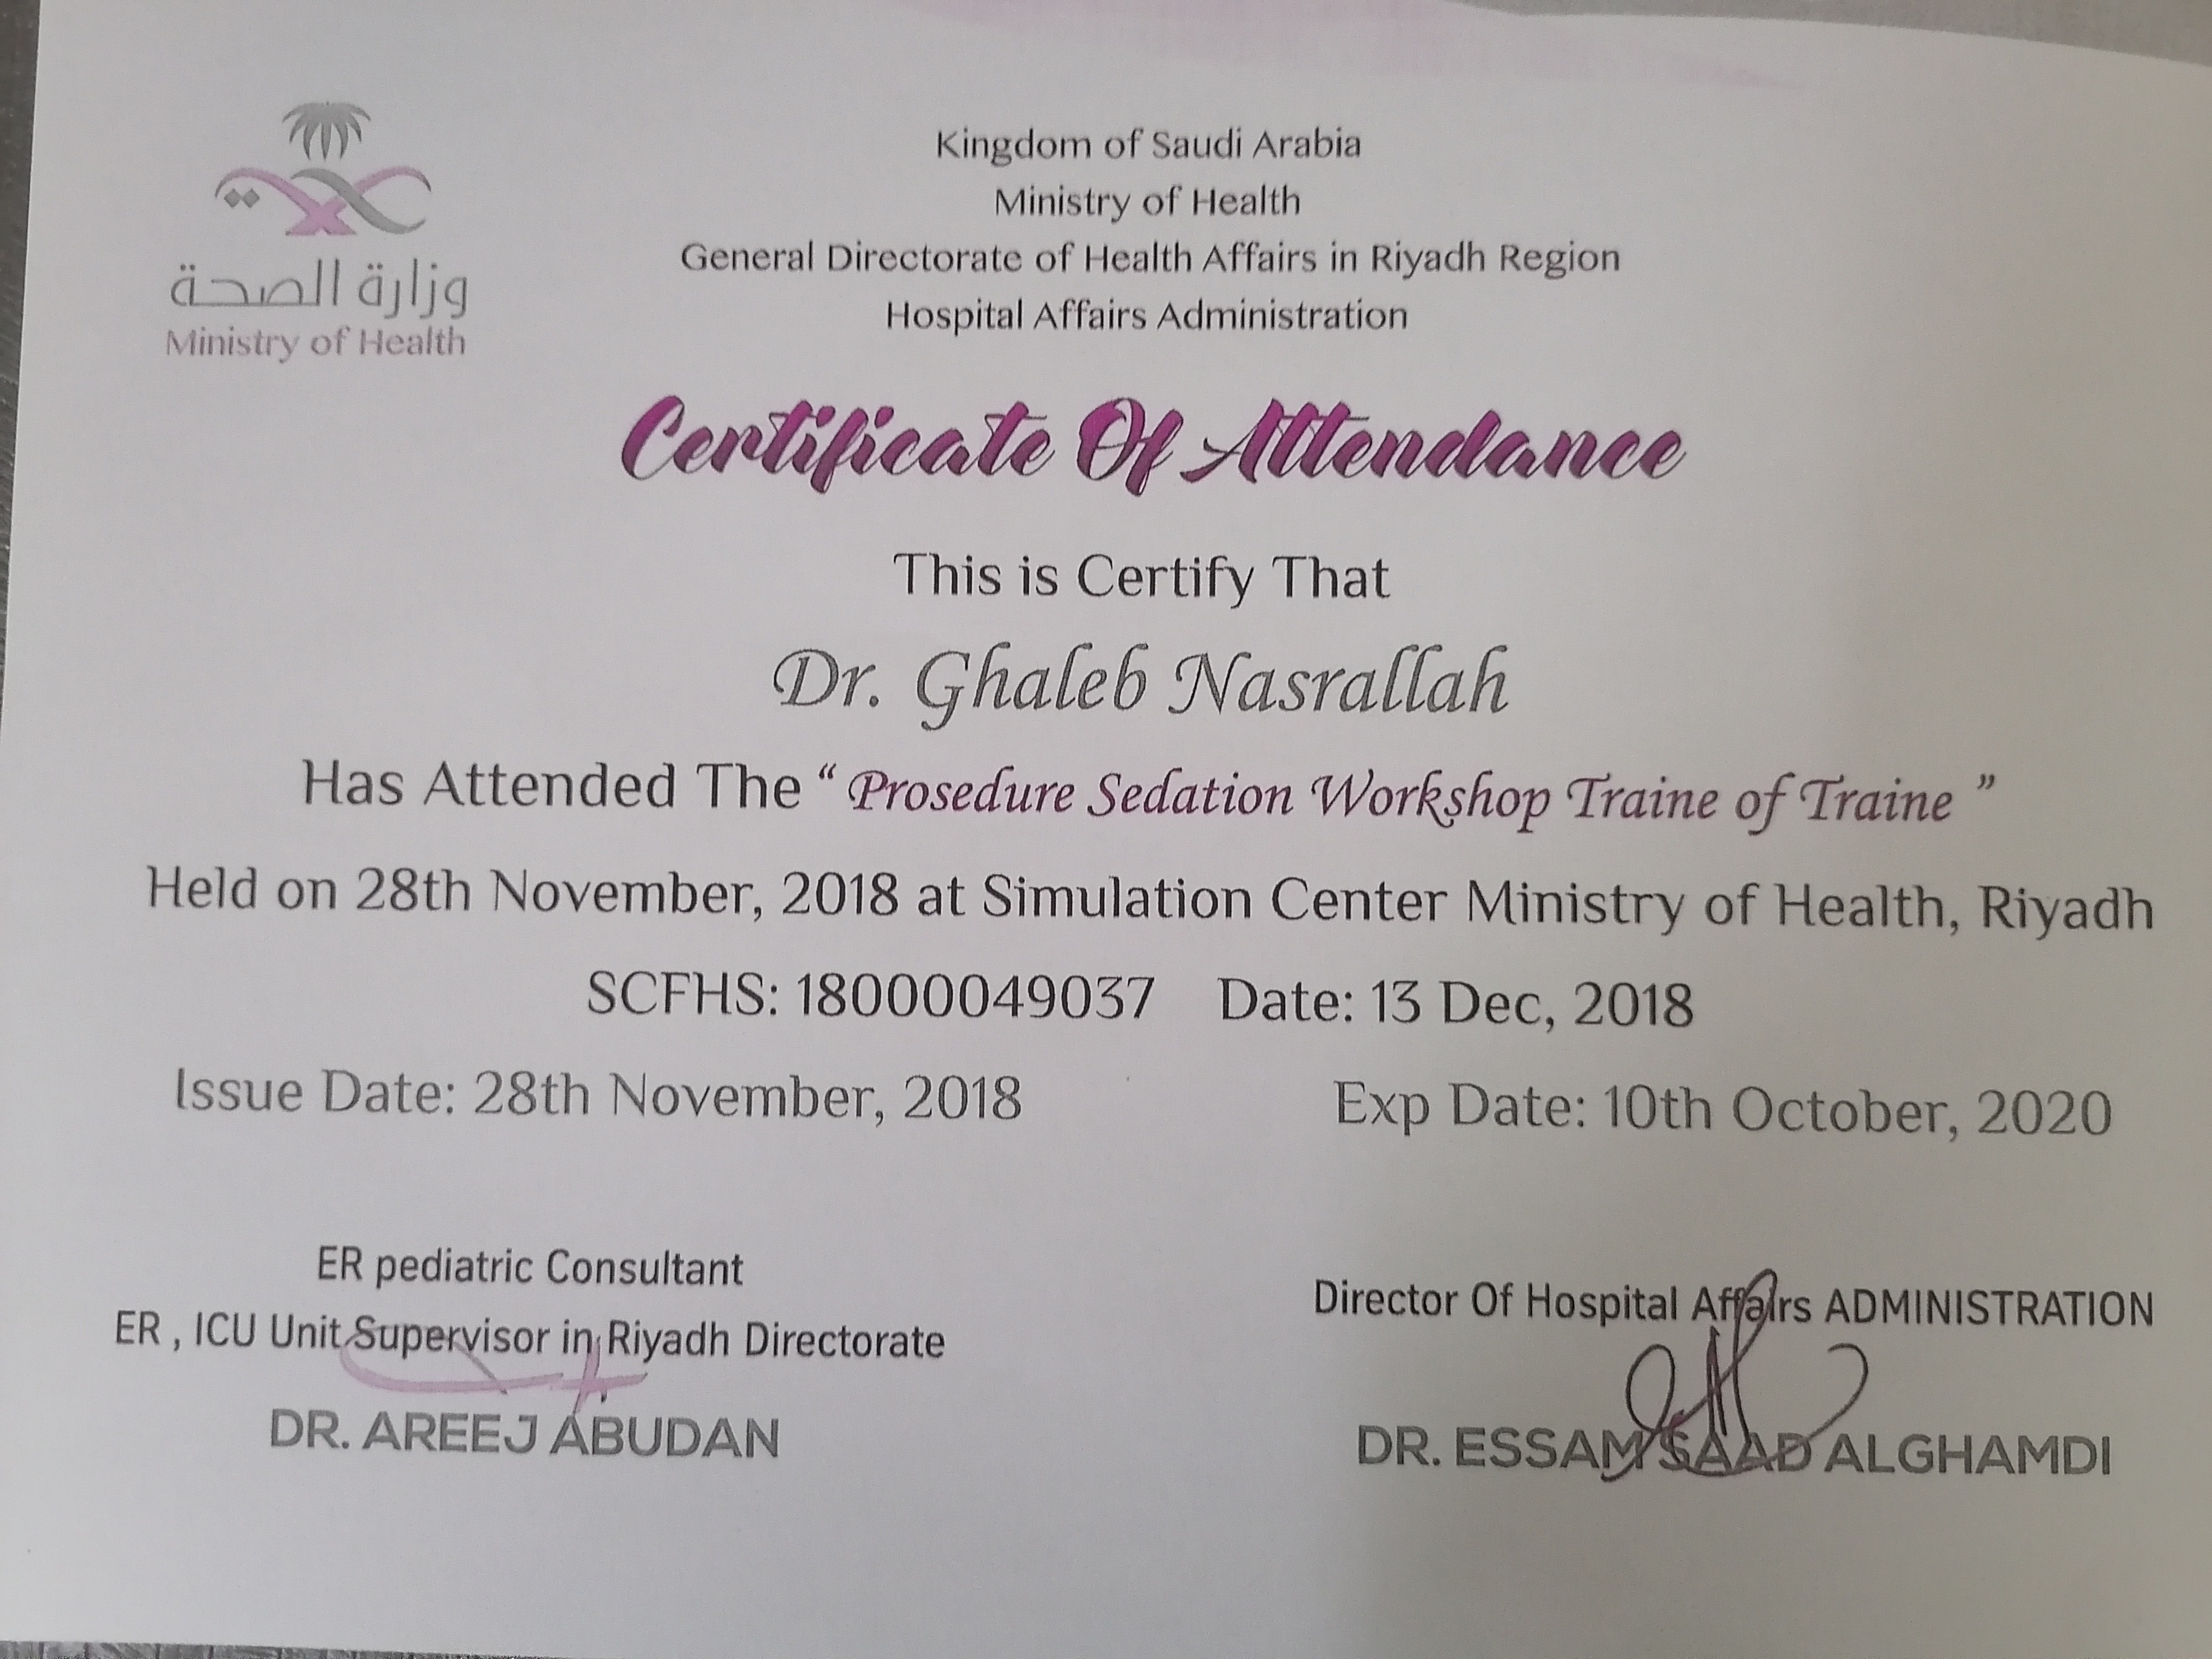 وزارة الصحة
Ministry of Health
Kingdom of Saudi Arabia
Ministry of Health
General Directorate of Health Affairs in Riyadh Region
Hospital Affairs Administration
Certificate Of Attendance
This is Certify That
Dr. Ghaleb Nasrallah
Has Attended The “ Prosedure Sedation Workshop Traine of Traine ”
Held on 28th November, 2018 at Simulation Center Ministry of Health, Riyadh
SCFHS: 18000049037 Date: 13 Dec, 2018
Issue Date: 28th November, 2018 Exp Date: 10th October, 2020
ER pediatric Consultant
ER , ICU Unit Supervisor in Riyadh Directorate
DR. AREEJ ABUDAN
Director Of Hospital Affairs ADMINISTRATION
DR. ESSAM SAAD ALGHAMDI